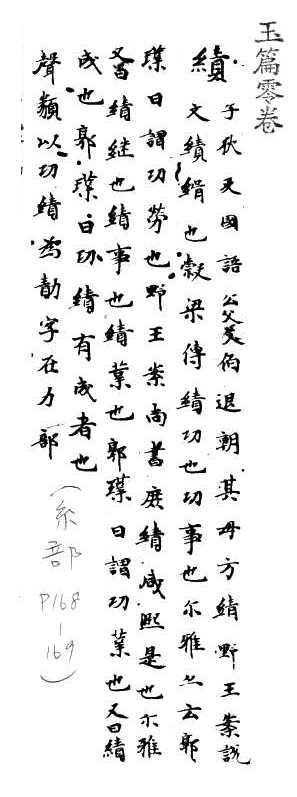 玉篇零卷
績 子狄反國語公父文伯退朝其母方績野王案說
文績緝也穀梁傳績功也功事也尔雅亦云郭
璞曰謂功勞也野王案尚書庶績咸熙是也尓雅
又曰績継也績事也績業也郭璞曰謂功業也又曰績
成也郭璞曰功績有成者也
聲類以功績為勣字在力部
(糸部 P168-169)